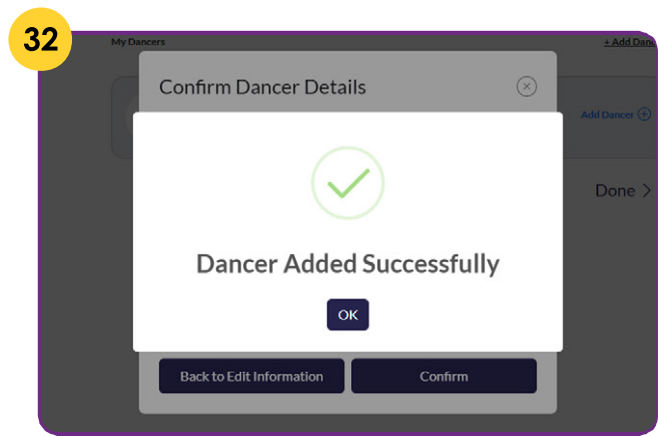 32
My Dancers
+ Add Danc
Confirm Dancer Details
Add Dancer
Done
Dancer Added Successfully
OK
Back to Edit Information
Confirm